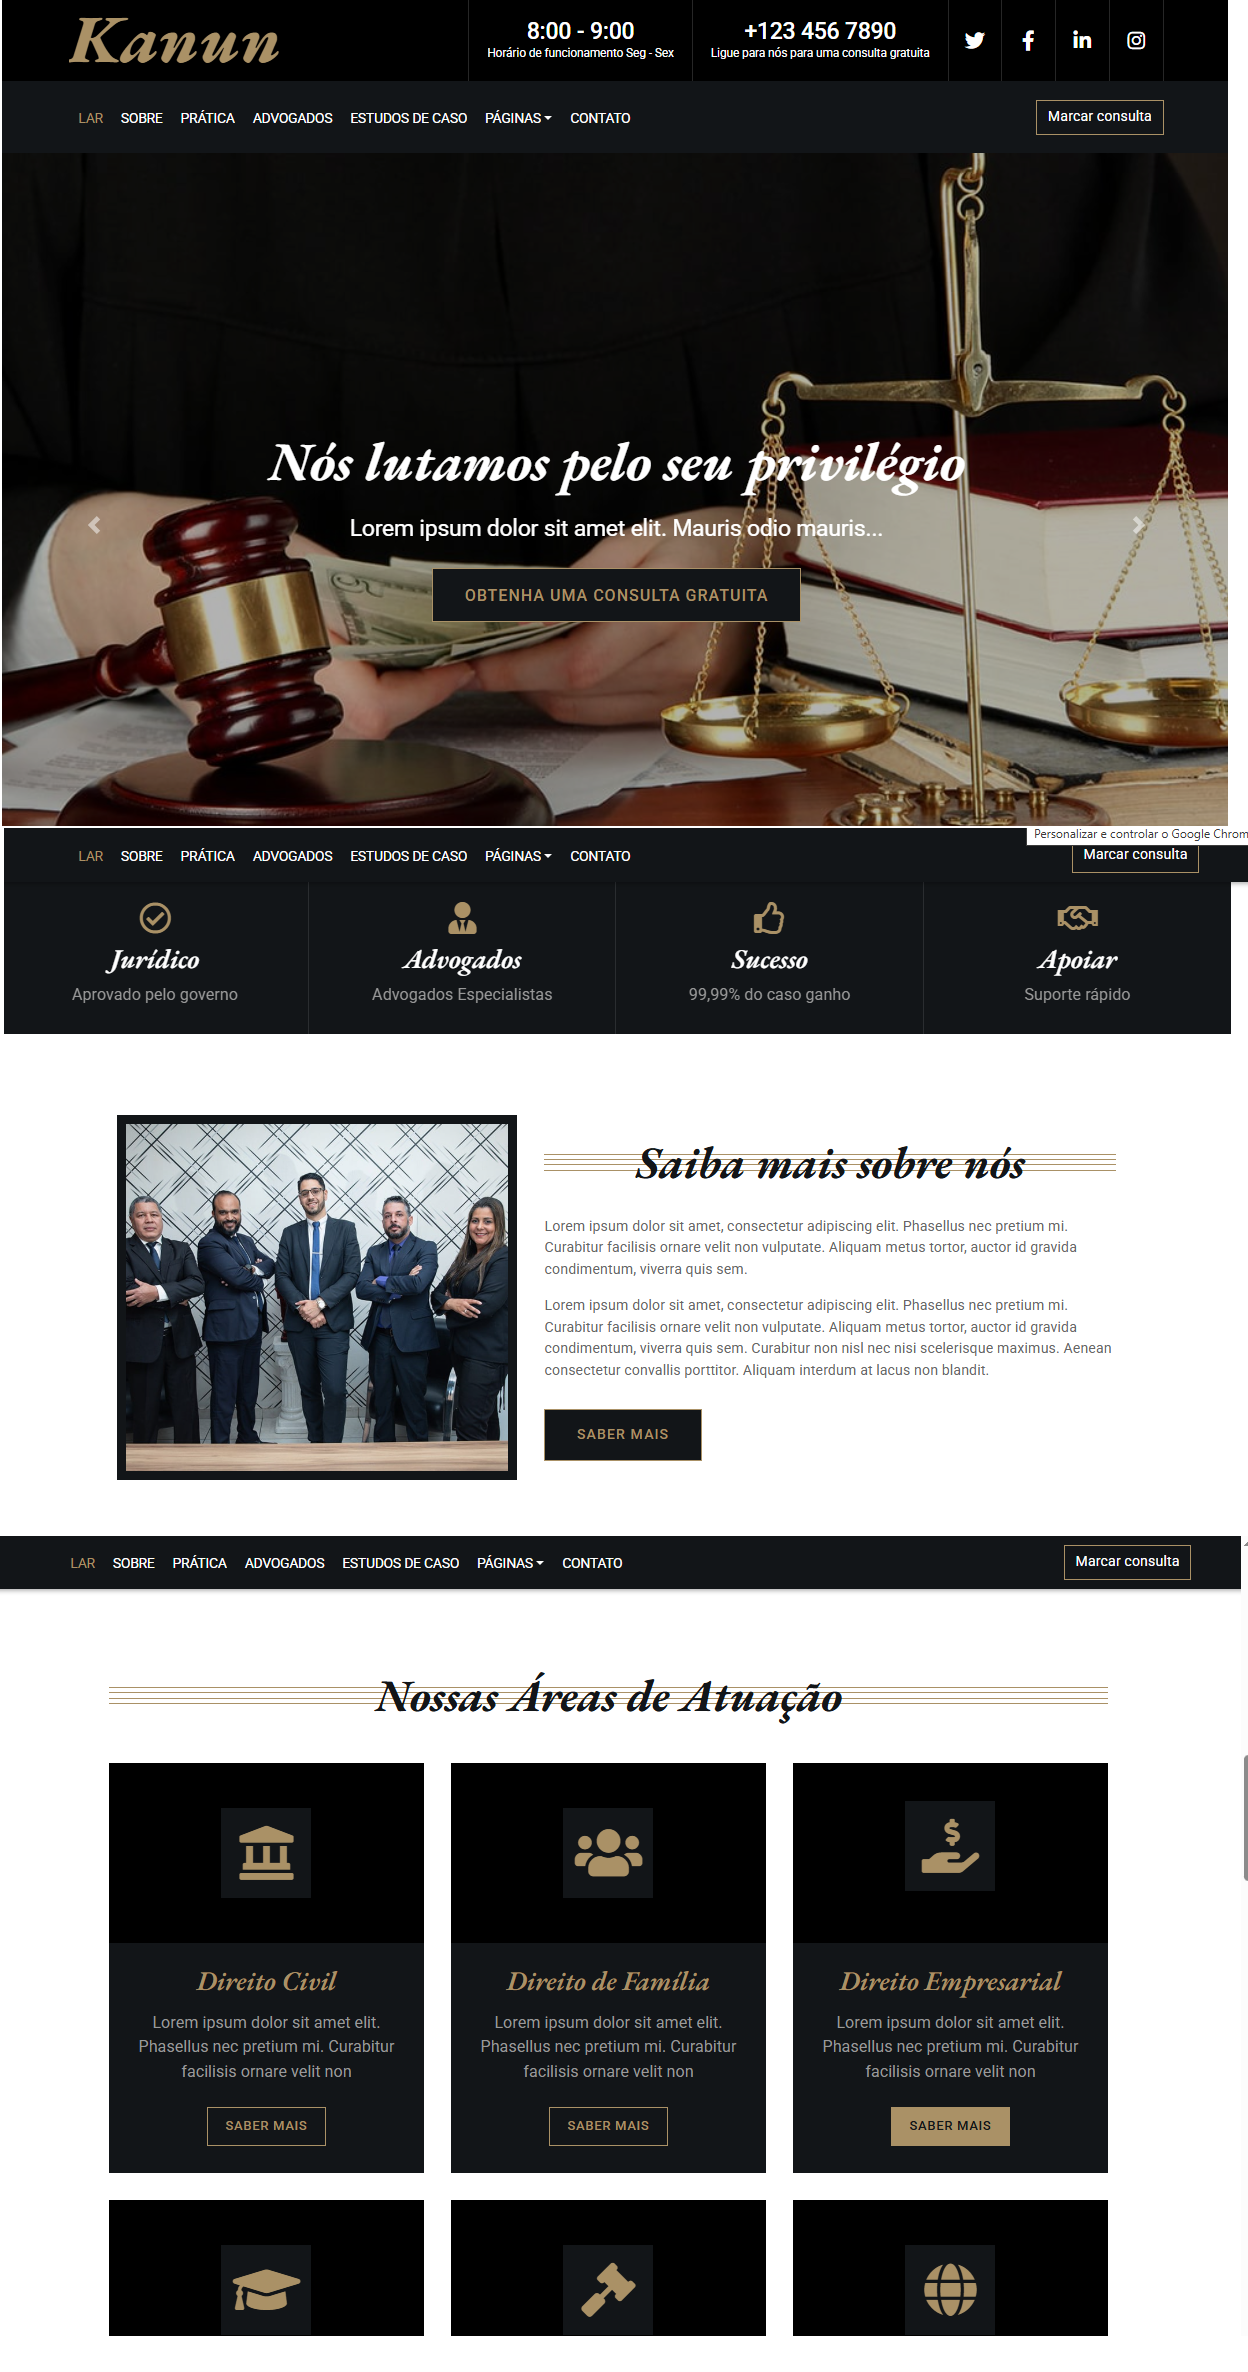 Kanun
8:00 - 9:00
Horário de funcionamento Seg - Sex
+123 456 7890
Ligue para nós para uma consulta gratuita
LAR SOBRE PRÁTICA ADVOGADOS ESTUDOS DE CASO PÁGINAS CONTATO
Marcar consulta
Nós lutamos pelo seu privilégio
Lorem ipsum dolor sit amet elit. Mauris odio mauris...
OBTENHA UMA CONSULTA GRATUITA
Personalizar e controlar o Google Chrom
LAR SOBRE PRÁTICA ADVOGADOS ESTUDOS DE CASO PÁGINAS CONTATO
Marcar consulta
Jurídico
Aprovado pelo governo
Advogados
Advogados Especialistas
Sucesso
99,99% do caso ganho
Apoiar
Suporte rápido
Saiba mais sobre nós
Lorem ipsum dolor sit amet, consectetur adipiscing elit. Phasellus nec pretium mi.
Curabitur facilisis ornare velit non vulputate. Aliquam metus tortor, auctor id gravida
condimentum, viverra quis sem.
Lorem ipsum dolor sit amet, consectetur adipiscing elit. Phasellus nec pretium mi.
Curabitur facilisis ornare velit non vulputate. Aliquam metus tortor, auctor id gravida
condimentum, viverra quis sem. Curabitur non nisl nec nisi scelerisque maximus. Aenean
consectetur convallis porttitor. Aliquam interdum at lacus non blandit.
SABER MAIS
LAR SOBRE PRÁTICA ADVOGADOS ESTUDOS DE CASO PÁGINAS CONTATO
Marcar consulta
Nossas Áreas de Atuação
Direito Civil
Lorem ipsum dolor sit amet elit.
Phasellus nec pretium mi. Curabitur
facilisis ornare velit non
SABER MAIS
Direito de Família
Lorem ipsum dolor sit amet elit.
Phasellus nec pretium mi. Curabitur
facilisis ornare velit non
SABER MAIS
Direito Empresarial
Lorem ipsum dolor sit amet elit.
Phasellus nec pretium mi. Curabitur
facilisis ornare velit non
SABER MAIS